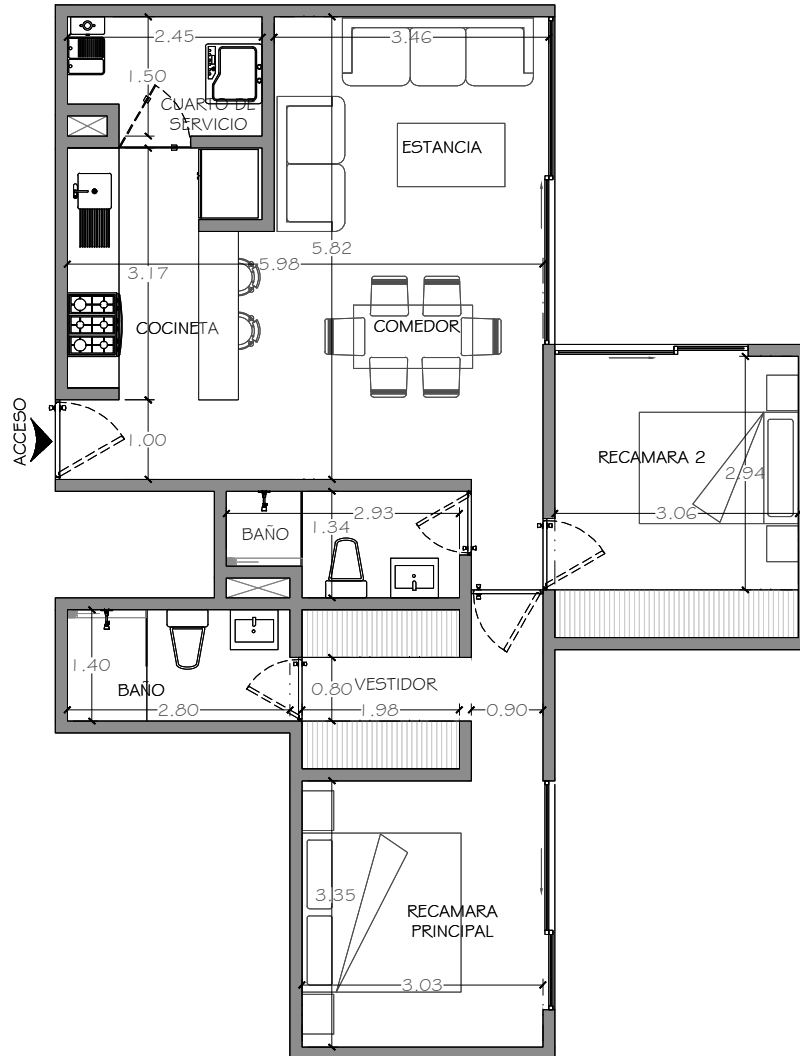 2.45
3.46
1.50
CUARTO DE
SERVICIO
ESTANCIA
5.82
5.98
3.17
COCINETA
COMEDOR
ACCESO
1.00
RECAMARA 2
2.94
3.06
2.93
1.34
BAÑO
1.40
BAÑO
0.80
VESTIDOR
2.80
1.98
0.90
3.35
RECAMARA
PRINCIPAL
3.03